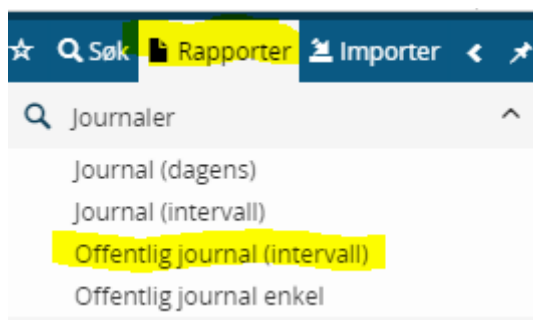 Søk Rapporter Importer
Journaler
Journal (dagens)
Journal (intervall)
Offentlig journal (intervall)
Offentlig journal enkel